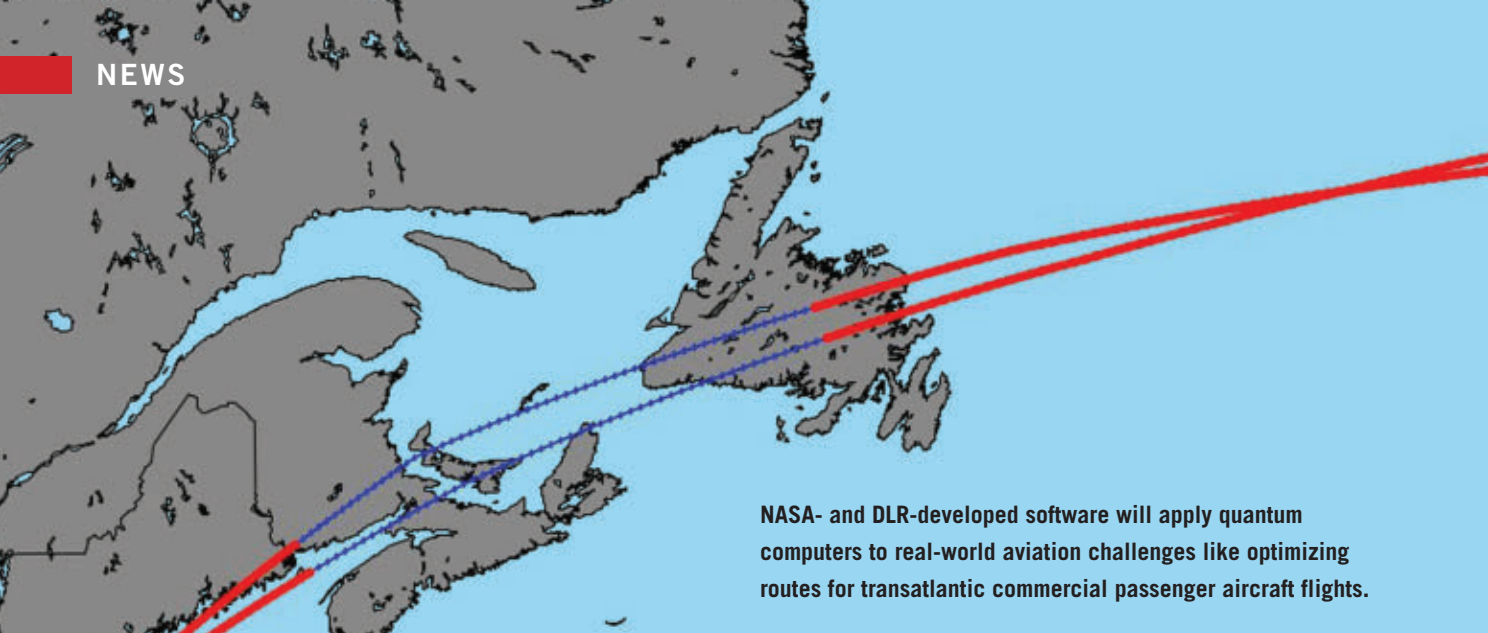 NEWS
NASA- and DLR-developed software will apply quantum
computers to real-world aviation challenges like optimizing
routes for transatlantic commercial passenger aircraft flights.